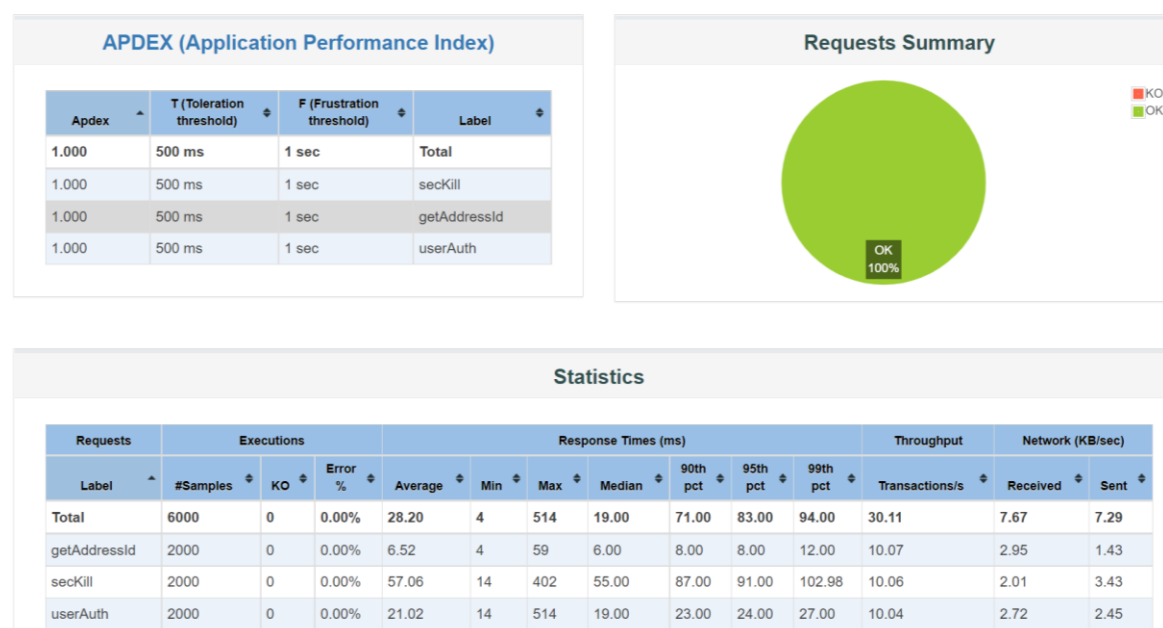 APDEX (Application Performance Index)
Apdex T (Toleration threshold) F (Frustration threshold) Label
1.000 500 ms 1 sec Total
1.000 500 ms 1 sec secKill
1.000 500 ms 1 sec getAddressId
1.000 500 ms 1 sec userAuth
Requests Summary
KO
OK
OK
100%
Statistics
Requests Executions Response Times (ms) Throughput Network (KB/sec)
Label #Samples KO Error % Average Min Max Median 90th pct 95th pct 99th pct Transactions/s Received Sent
Total 6000 0 0.00% 28.20 4 514 19.00 71.00 83.00 94.00 30.11 7.67 7.29
getAddressId 2000 0 0.00% 6.52 4 59 6.00 8.00 8.00 12.00 10.07 2.95 1.43
secKill 2000 0 0.00% 57.06 14 402 55.00 87.00 91.00 102.98 10.06 2.01 3.43
userAuth 2000 0 0.00% 21.02 14 514 19.00 23.00 24.00 27.00 10.04 2.72 2.45